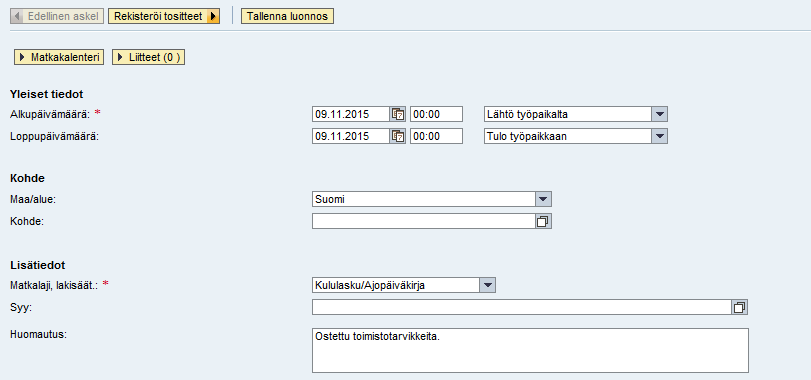 Edellinen askel Rekisteröi tositteet Tallenna luonnos
Matkakalenteri Liitteet (0 )
Yleiset tiedot
Alkupäivämäärä: * 09.11.2015 00:00 Lähtö työpaikalta
Loppupäivämäärä: 09.11.2015 00:00 Tulo työpaikkaan
Kohde
Maa/alue: Suomi
Kohde:
Lisätiedot
Matkalaji, lakisäät.: * Kululasku/Ajopäiväkirja
Syy:
Huomautus: Ostettu toimistotarvikkeita.